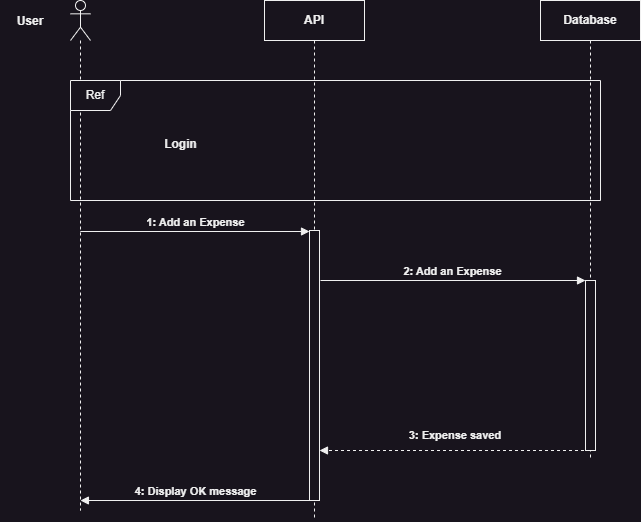 User
API
Database
Ref
Login
1: Add an Expense
2: Add an Expense
3: Expense saved
4: Display OK message